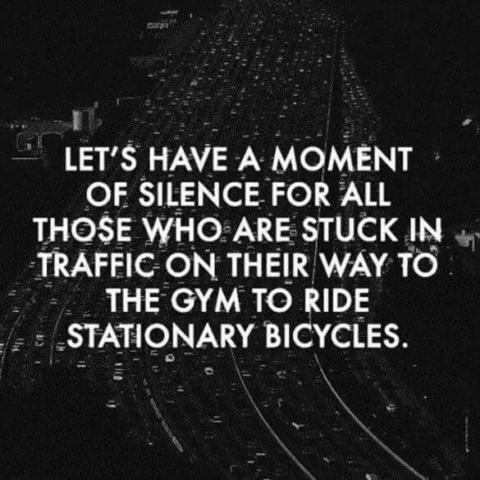 LET'S HAVE A MOMENT
OF SILENCE FOR ALL
THOSE WHO ARE STUCK IN
TRAFFIC ON THEIR WAY TO
THE GYM TO RIDE
STATIONARY BICYCLES.